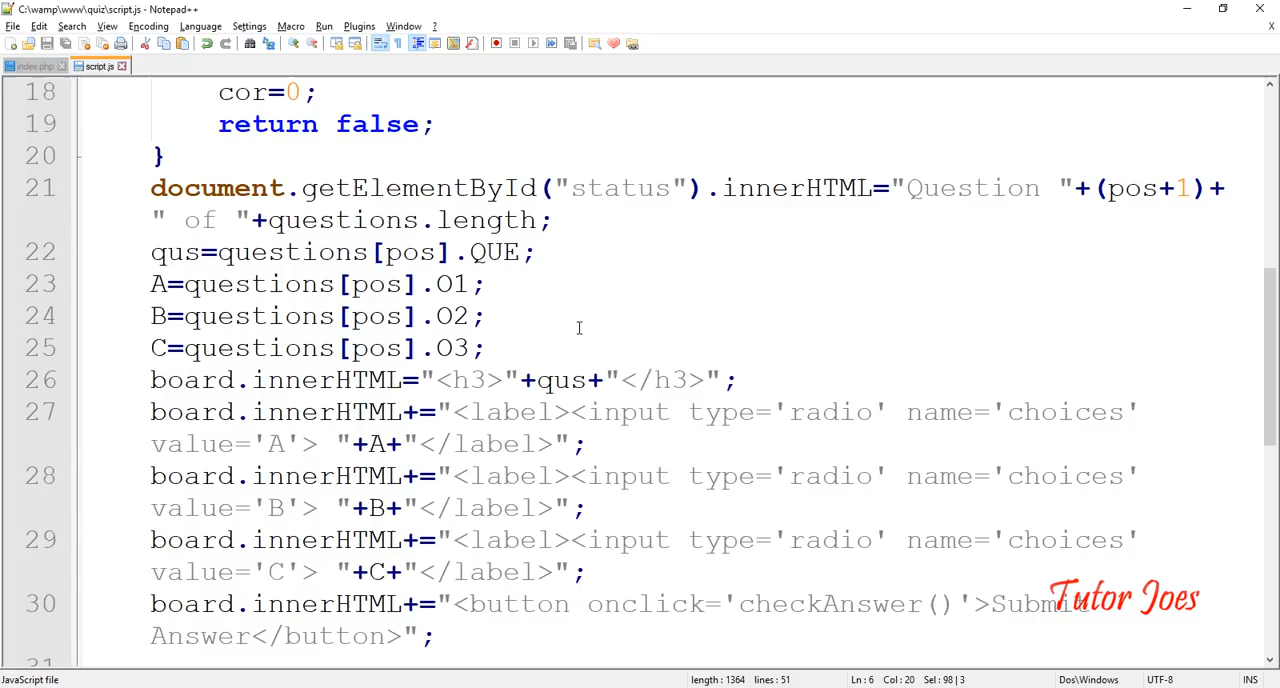 C:\wamp\www\quiz\script.js - Notepad++
File Edit Search View Encoding Language Settings Macro Run Plugins Window ?
X
index.php script.js
18 cor=0;
19 return false;
20 }
21 document.getElementById("status").innerHTML="Question "+(pos+1)+
" of "+questions.length;
22 qus=questions[pos].QUE;
23 A=questions[pos].O1;
24 B=questions[pos].O2;
25 C=questions[pos].O3;
26 board.innerHTML="<h3>"+qus+"</h3>";
27 board.innerHTML+="<label><input type='radio' name='choices'
value='A'> "+A+"</label>";
28 board.innerHTML+="<label><input type='radio' name='choices'
value='B'> "+B+"</label>";
29 board.innerHTML+="<label><input type='radio' name='choices'
value='C'> "+C+"</label>";
30 board.innerHTML+="<button onclick='checkAnswer()'>Submit
Tutor Joes
Answer</button>";
31
JavaScript file length : 1364 lines : 51 Ln : 6 Col : 20 Sel : 98 | 3 Dos\Windows UTF-8 INS